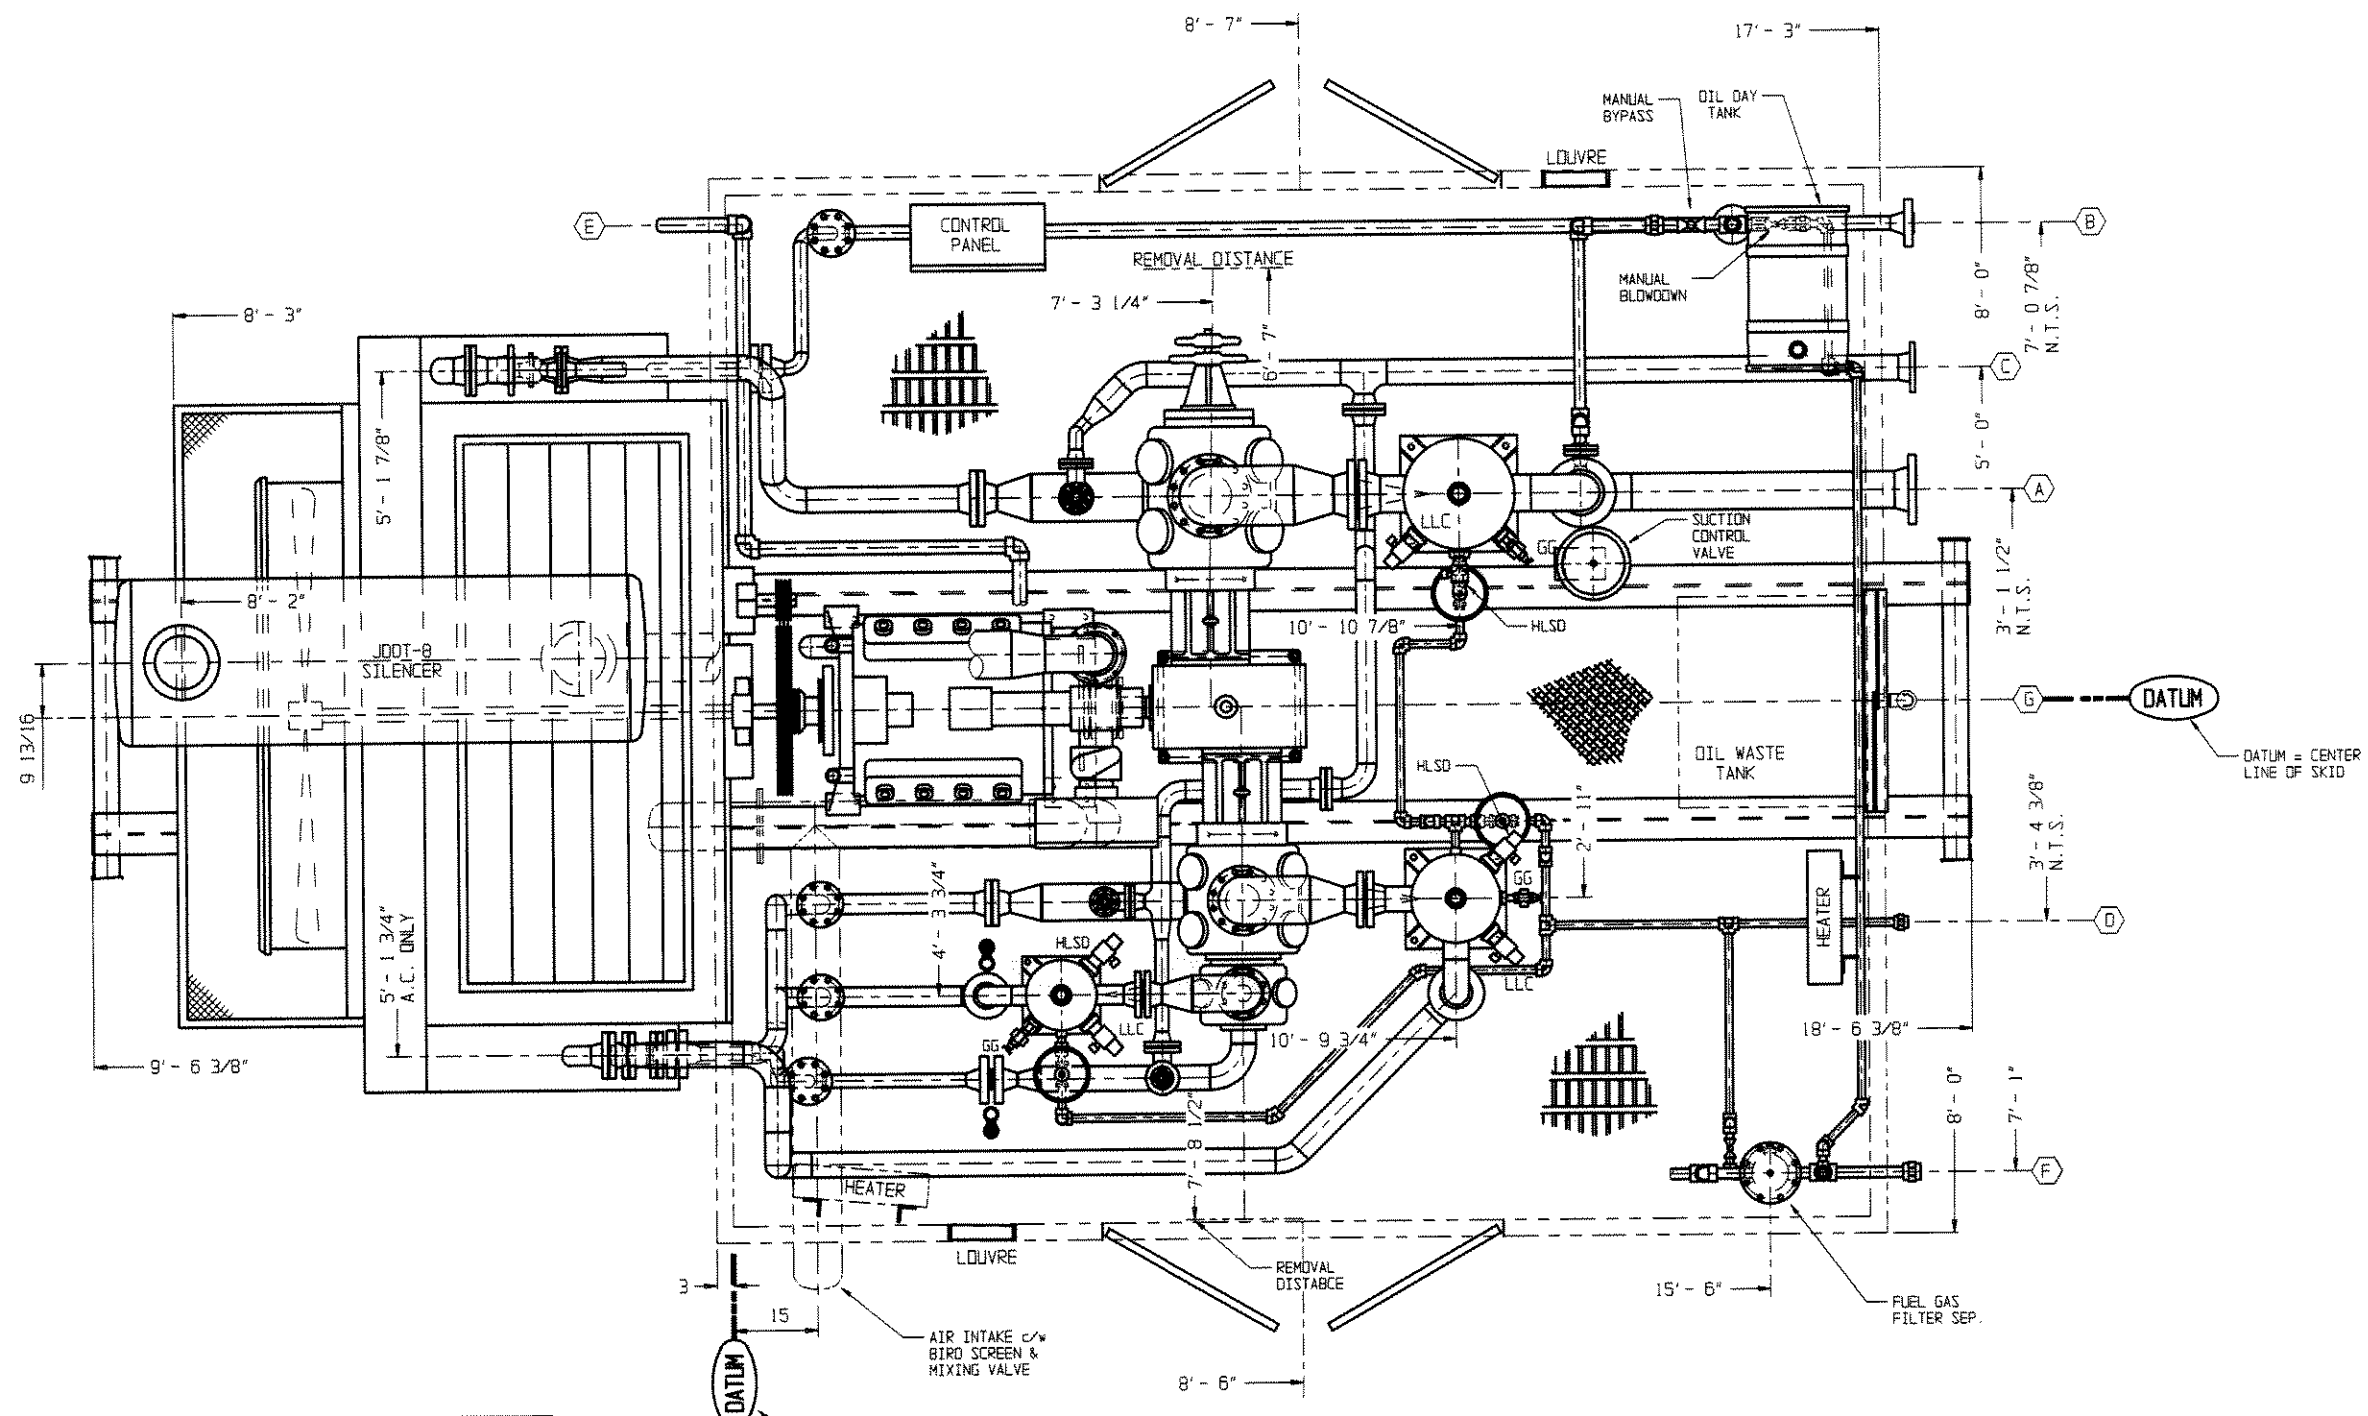 8' - 7"
17' - 3"
MANUAL
BYPASS
OIL DAY
TANK
LOUVRE
E
CONTROL
PANEL
B
REMOVAL DISTANCE
MANUAL
BLOWDOWN
8' - 0"
7' - 0 7/8"
N.T.S.
7' - 3 1/4"
6' - 7"
8' - 3"
C
5' - 1 7/8"
5' - 0"
A
LLC
SUCTION
CONTROL
VALVE
GG
3' - 1 1/2"
N.T.S.
8' - 2"
10' - 10 7/8"
HLSD
JDOT-8
SILENCER
G
DATUM
9 13/16
OIL WASTE
TANK
DATUM = CENTER
LINE OF SKID
HLSD
2' - 11"
3' - 4 3/8"
N.T.S.
4' - 3 3/4"
GG
HEATER
D
5' - 1 3/4"
A.C. ONLY
HLSD
LLC
LLC
GG
10' - 9 3/4"
18' - 6 3/8"
9' - 6 3/8"
7' - 8 1/2"
8' - 0"
7' - 1"
F
HEATER
LOUVRE
REMOVAL
DISTABCE
3
15' - 6"
15
FUEL GAS
FILTER SEP.
AIR INTAKE c/w
BIRD SCREEN &
MIXING VALVE
DATUM
8' - 6"